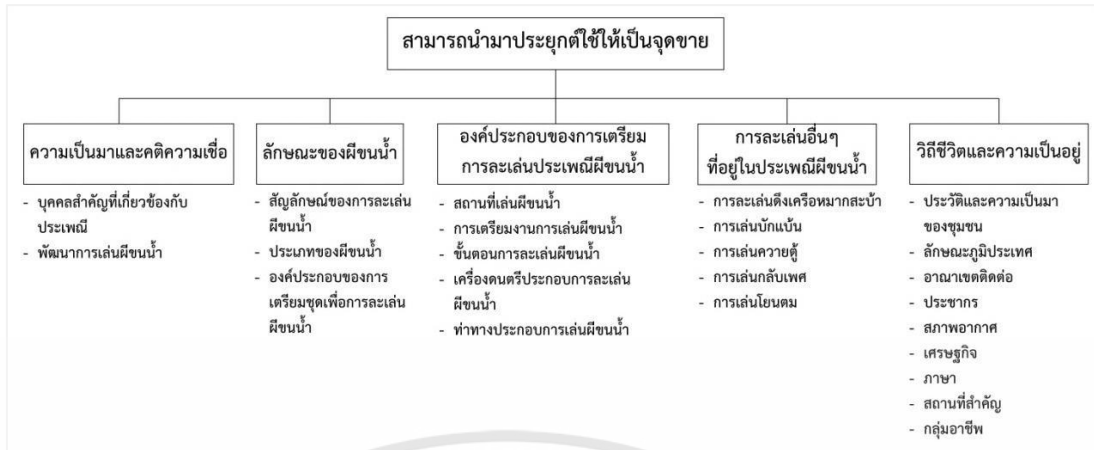 สามารถนำมาประยุกต์ใช้ให้เป็นจุดขาย
ความเป็นมาและคติความเชื่อ
- บุคคลสำคัญที่เกี่ยวข้องกับ
ประเพณี
- พัฒนาการเล่นผีขนน้ำ
ลักษณะของผีขนน้ำ
- สัญลักษณ์ของการละเล่น
ผีขนน้ำ
- ประเภทของผีขนน้ำ
- องค์ประกอบของการ
เตรียมชุดเพื่อการละเล่น
ผีขนน้ำ
องค์ประกอบของการเตรียม
การละเล่นประเพณีผีขนน้ำ
- สถานที่เล่นผีขนน้ำ
- การเตรียมงานการเล่นผีขนน้ำ
- ขั้นตอนการละเล่นผีขนน้ำ
- เครื่องดนตรีประกอบการละเล่น
ผีขนน้ำ
- ท่าทางประกอบการเล่นผีขนน้ำ
การละเล่นอื่นๆ
ที่อยู่ในประเพณีผีขนน้ำ
- การละเล่นดึงเครือหมากสะบ้า
- การเล่นบักแบ้น
- การเล่นควายตู้
- การเล่นกลับเพศ
- การเล่นโยนตม
วิถีชีวิตและความเป็นอยู่
- ประวัติและความเป็นมา
ของชุมชน
- ลักษณะภูมิประเทศ
- อาณาเขตติดต่อ
- ประชากร
- สภาพอากาศ
- เศรษฐกิจ
- ภาษา
- สถานที่สำคัญ
- กลุ่มอาชีพ